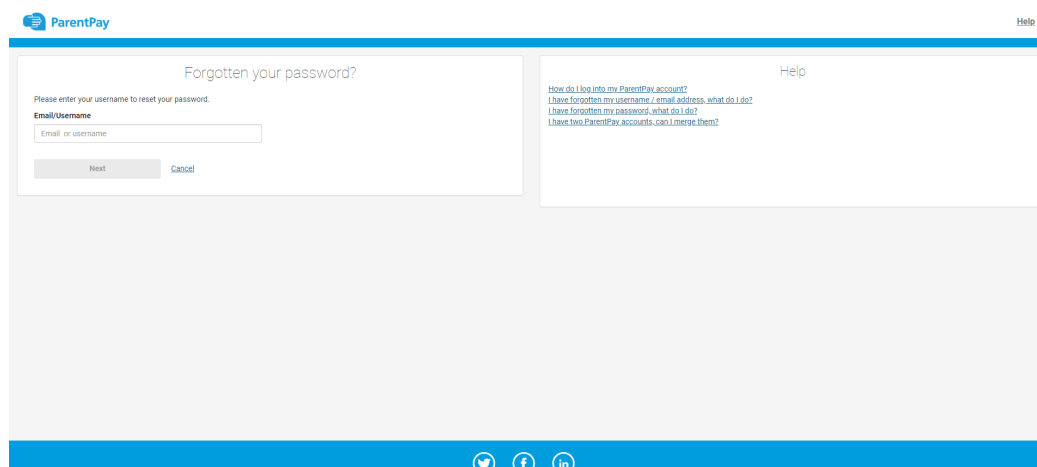 ParentPay
Help
Forgotten your password?
Please enter your username to reset your password.
Email/Username
Email or username
Next
Cancel
Help
How do I log into my ParentPay account?
I have forgotten my username / email address, what do I do?
I have forgotten my password, what do I do?
I have two ParentPay accounts, can I merge them?